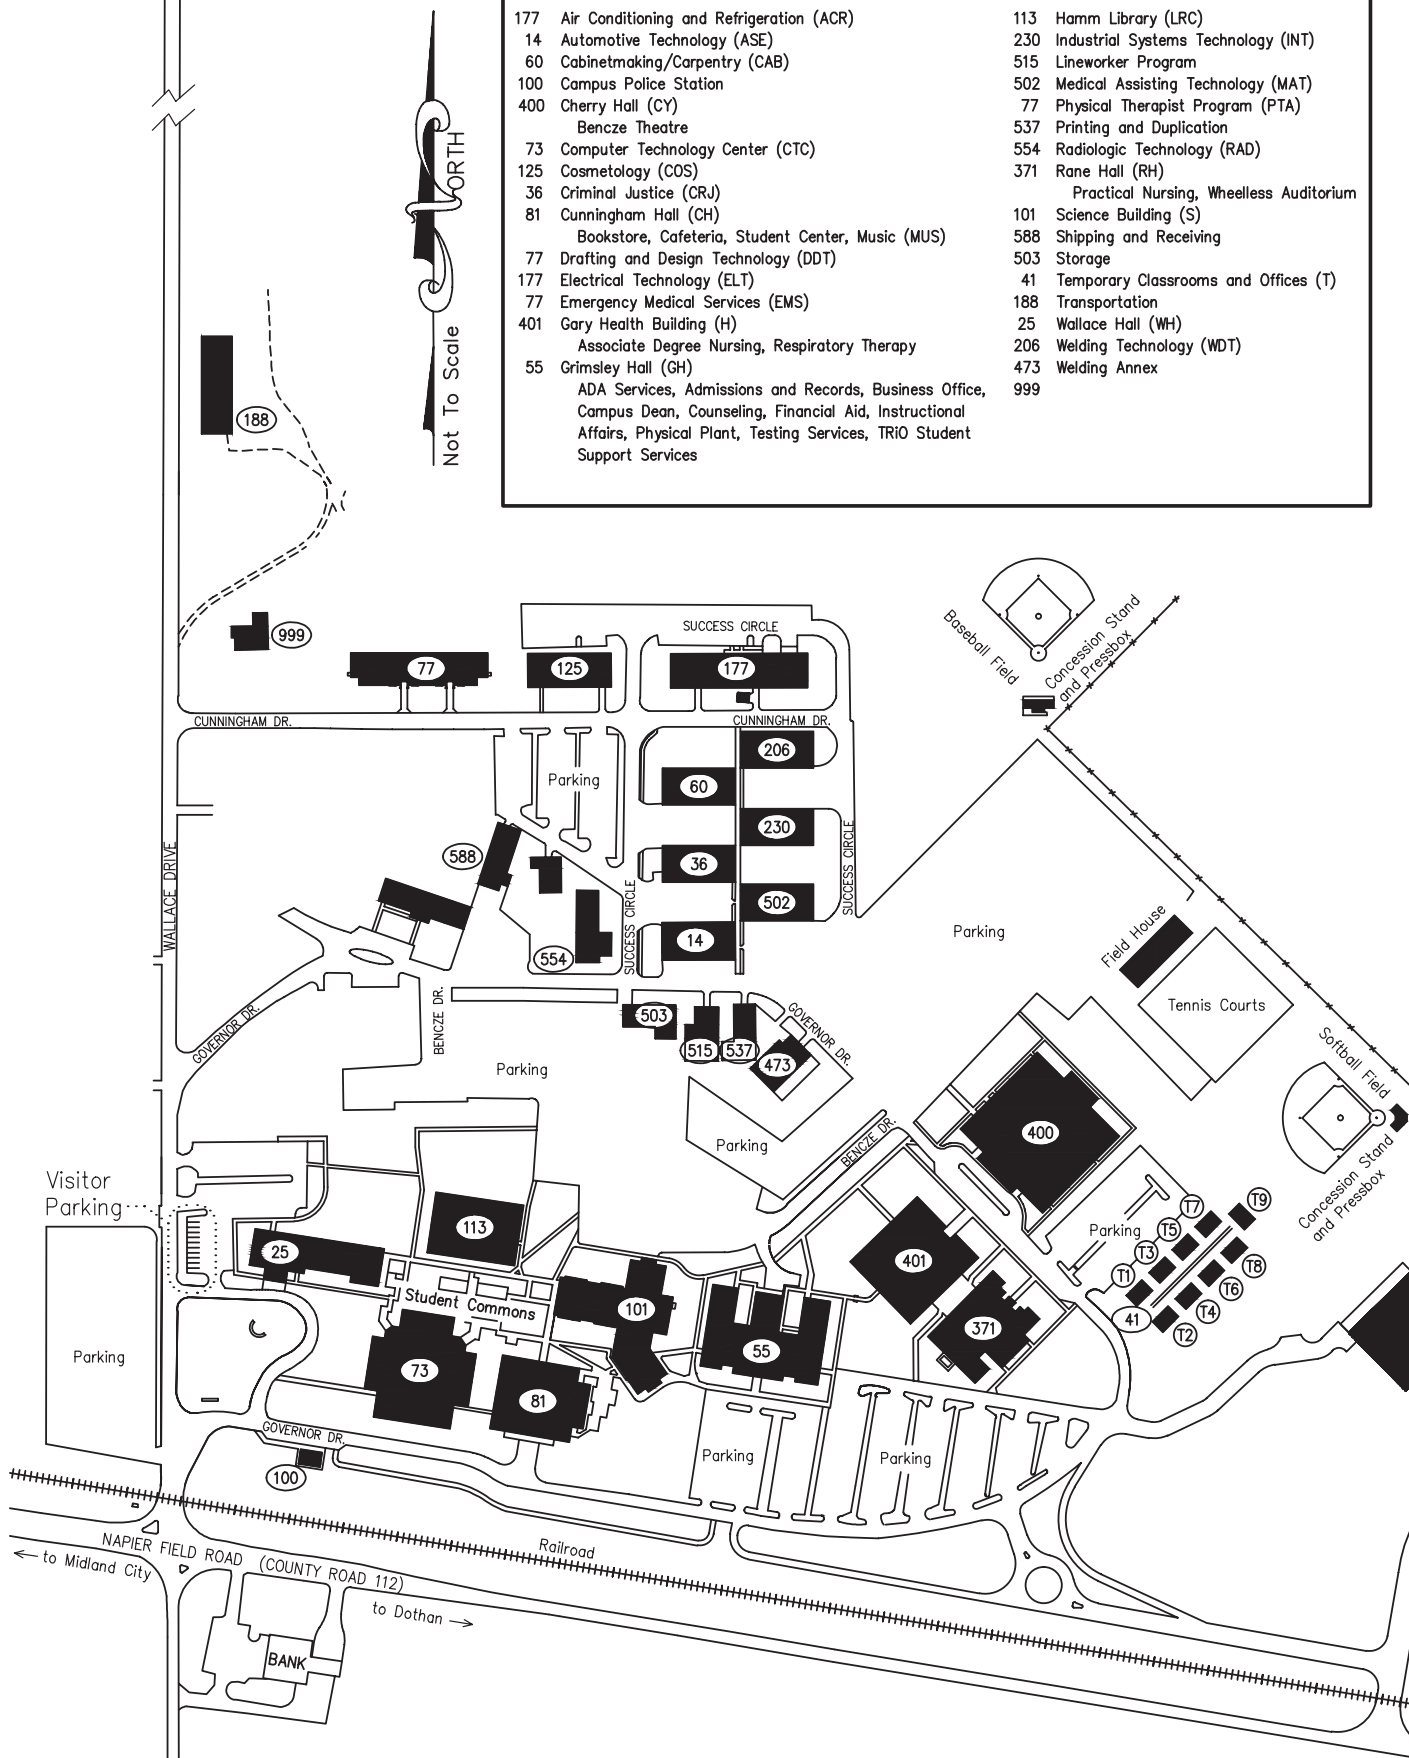 177 Air Conditioning and Refrigeration (ACR)
14 Automotive Technology (ASE)
60 Cabinetmaking/Carpentry (CAB)
100 Campus Police Station
400 Cherry Hall (CY)
Bencze Theatre
73 Computer Technology Center (CTC)
125 Cosmetology (COS)
36 Criminal Justice (CRJ)
81 Cunningham Hall (CH)
Bookstore, Cafeteria, Student Center, Music (MUS)
77 Drafting and Design Technology (DDT)
177 Electrical Technology (ELT)
77 Emergency Medical Services (EMS)
401 Gary Health Building (H)
Associate Degree Nursing, Respiratory Therapy
55 Grimsley Hall (GH)
ADA Services, Admissions and Records, Business Office,
Campus Dean, Counseling, Financial Aid, Instructional
Affairs, Physical Plant, Testing Services, TRiO Student
Support Services
113 Hamm Library (LRC)
230 Industrial Systems Technology (INT)
515 Lineworker Program
502 Medical Assisting Technology (MAT)
77 Physical Therapist Program (PTA)
537 Printing and Duplication
554 Radiologic Technology (RAD)
371 Rane Hall (RH)
Practical Nursing, Wheelless Auditorium
101 Science Building (S)
588 Shipping and Receiving
503 Storage
41 Temporary Classrooms and Offices (T)
188 Transportation
25 Wallace Hall (WH)
206 Welding Technology (WDT)
473 Welding Annex
999
NORTH
Not To Scale
188
999
SUCCESS CIRCLE
77
125
177
Baseball Field
Concession Stand
and Pressbox
CUNNINGHAM DR.
CUNNINGHAM DR.
206
Parking
60
230
WALLACE DRIVE
588
36
SUCCESS CIRCLE
SUCCESS CIRCLE
502
14
554
Parking
Field House
Tennis Courts
GOVERNOR DR.
BENCZE DR.
503
515
537
473
GOVERNOR DR.
Parking
Softball Field
Concession Stand
and Pressbox
400
Parking
BENCZE DR.
Visitor
Parking
113
25
401
Parking
T7
T9
T5
T3
T1
T8
T6
T4
T2
41
Student Commons
101
371
55
Parking
73
81
GOVERNOR DR.
100
Parking
Parking
Railroad
NAPIER FIELD ROAD (COUNTY ROAD 112)
to Midland City
to Dothan
BANK